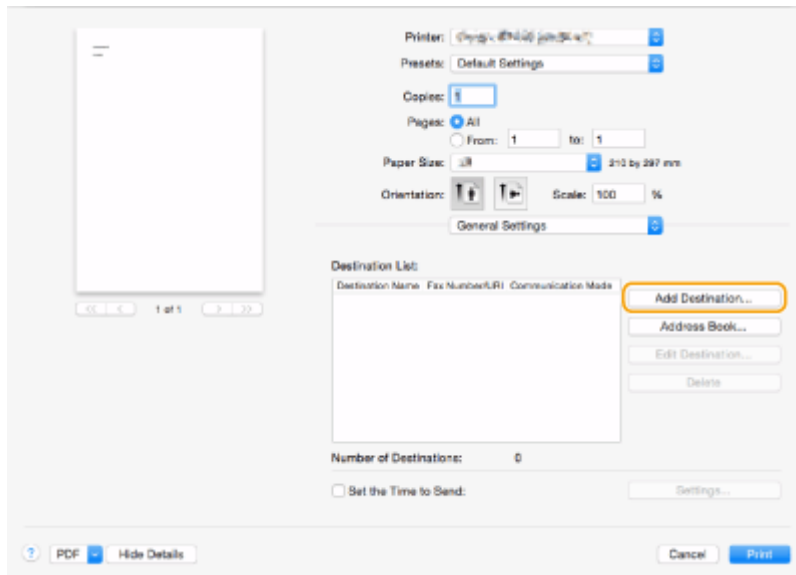 Printer:
Presets: Default Settings
Copies: 1
Pages: All
From: 1 to: 1
Paper Size: 210 by 297 mm
Orientation: Scale: 100 %
General Settings
Destination List:
Destination Name Fax Number/URI Communication Mode
Add Destination...
Address Book...
Edit Destination...
Delete
<< < 1 of 1 > >>
Number of Destinations: 0
Set the Time to Send: Settings...
? PDF Hide Details Cancel Print